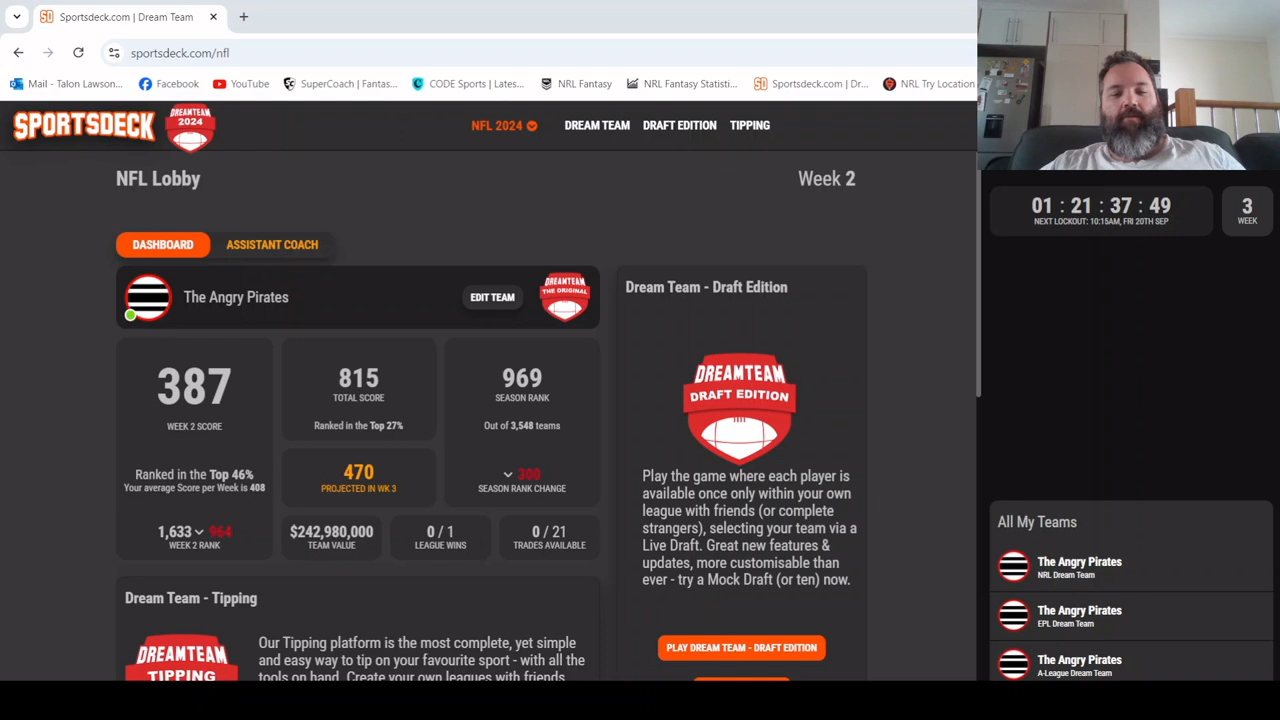 Sportsdeck.com | Dream Team
sportsdeck.com/nfl
Mail - Talon Lawson...
Facebook
YouTube
SuperCoach | Fantas...
CODE Sports | Lates...
NRL Fantasy
NRL Fantasy Statisti...
Sportsdeck.com | Dr...
NRL Try Location
SPORTSDECK
DREAMTEAM
2024
NFL 2024
DREAM TEAM
DRAFT EDITION
TIPPING
NFL Lobby
Week 2
DASHBOARD
ASSISTANT COACH
The Angry Pirates
EDIT TEAM
DREAMTEAM
THE ORIGINAL
387
WEEK 2 SCORE
Ranked in the Top 46%
Your average Score per Week is 408
1,633 964
WEEK 2 RANK
815
TOTAL SCORE
Ranked in the Top 27%
470
PROJECTED IN WK 3
969
SEASON RANK
Out of 3,548 teams
300
SEASON RANK CHANGE
$242,980,000
TEAM VALUE
0 / 1
LEAGUE WINS
0 / 21
TRADES AVAILABLE
Dream Team - Tipping
DREAMTEAM
TIPPING
Our Tipping platform is the most complete, yet simple
and easy way to tip on your favourite sport - with all the
tools on hand. Create your own leagues with friends
Dream Team - Draft Edition
DREAMTEAM
DRAFT EDITION
Play the game where each player is
available once only within your own
league with friends (or complete
strangers), selecting your team via a
Live Draft. Great new features &
updates, more customisable than
ever - try a Mock Draft (or ten) now.
PLAY DREAM TEAM - DRAFT EDITION
01 : 21 : 37 : 49
NEXT LOCKOUT: 10:15AM, FRI 20TH SEP
3
WEEK
All My Teams
The Angry Pirates
NRL Dream Team
The Angry Pirates
EPL Dream Team
The Angry Pirates
A-League Dream Team